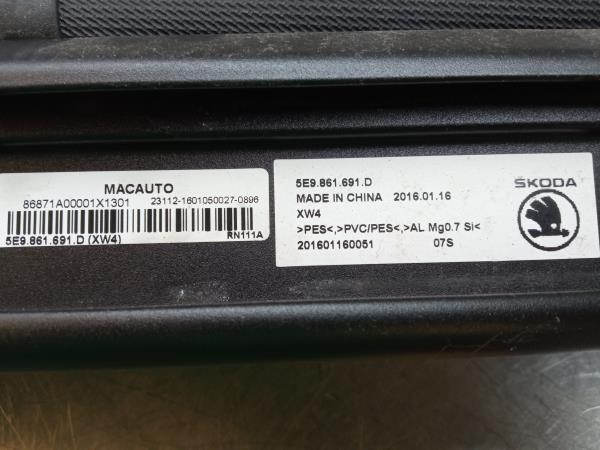 MACAUTO
86871A00001X1301
23112-1601050027-0896
5E9.861.691.D (XW4)
RN111A
5E9.861.691.D
MADE IN CHINA 2016.01.16
XW4
>PES<,>PVC/PES<,>AL Mg0.7 Si<
201601160051 07S
ŠKODA